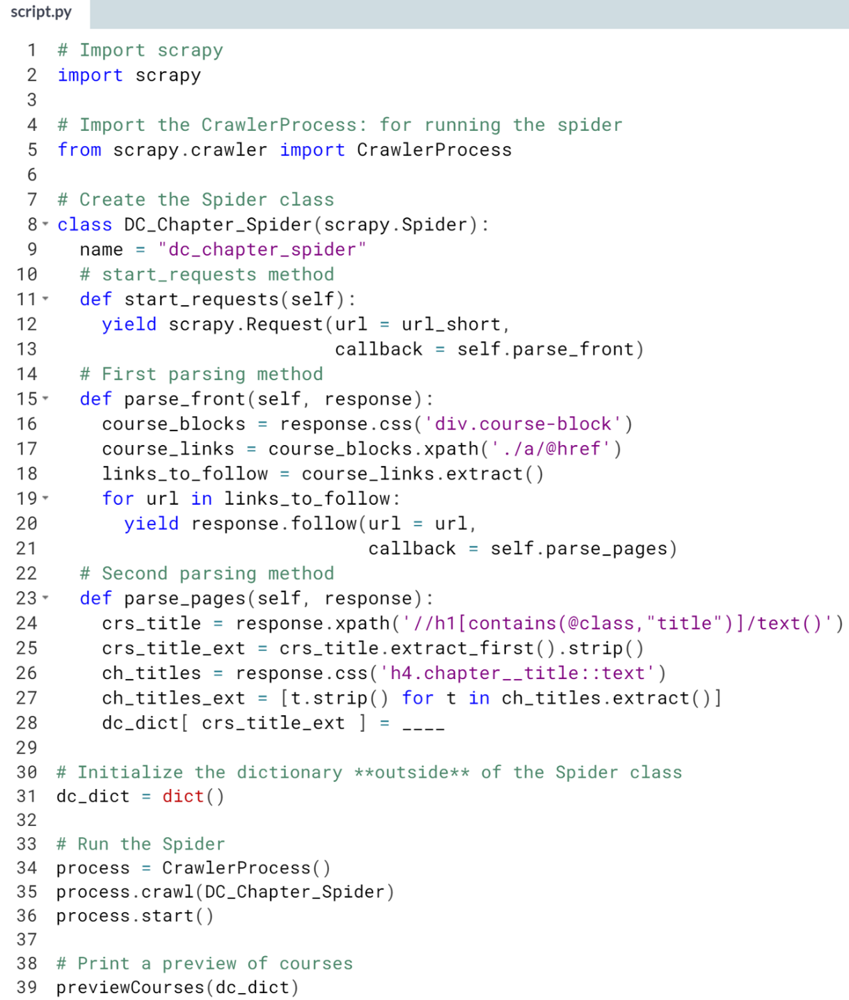 script.py
1 # Import scrapy
2 import scrapy
3
4 # Import the CrawlerProcess: for running the spider
5 from scrapy.crawler import CrawlerProcess
6
7 # Create the Spider class
8 class DC_Chapter_Spider(scrapy.Spider):
9   name = "dc_chapter_spider"
10   # start_requests method
11   def start_requests(self):
12     yield scrapy.Request(url = url_short,
13                          callback = self.parse_front)
14   # First parsing method
15   def parse_front(self, response):
16     course_blocks = response.css('div.course-block')
17     course_links = course_blocks.xpath('./a/@href')
18     links_to_follow = course_links.extract()
19     for url in links_to_follow:
20       yield response.follow(url = url,
21                             callback = self.parse_pages)
22   # Second parsing method
23   def parse_pages(self, response):
24     crs_title = response.xpath('//h1[contains(@class,"title")]/text()')
25     crs_title_ext = crs_title.extract_first().strip()
26     ch_titles = response.css('h4.chapter__title::text')
27     ch_titles_ext = [t.strip() for t in ch_titles.extract()]
28     dc_dict[ crs_title_ext ] = ____
29
30 # Initialize the dictionary **outside** of the Spider class
31 dc_dict = dict()
32
33 # Run the Spider
34 process = CrawlerProcess()
35 process.crawl(DC_Chapter_Spider)
36 process.start()
37
38 # Print a preview of courses
39 previewCourses(dc_dict)